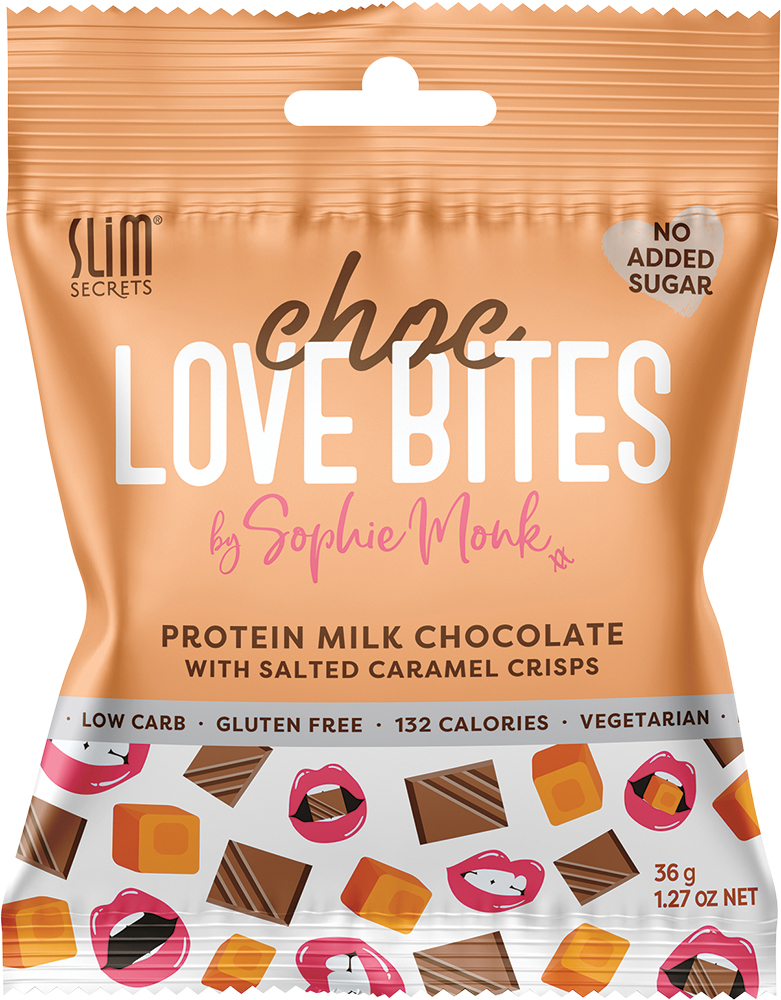 SLiM®
SECRETS
NO
ADDED
SUGAR
choc
LOVE BITES
by Sophie Monk xx
PROTEIN MILK CHOCOLATE
WITH SALTED CARAMEL CRISPS
· LOW CARB · GLUTEN FREE · 132 CALORIES · VEGETARIAN ·
36 g
1.27 OZ NET